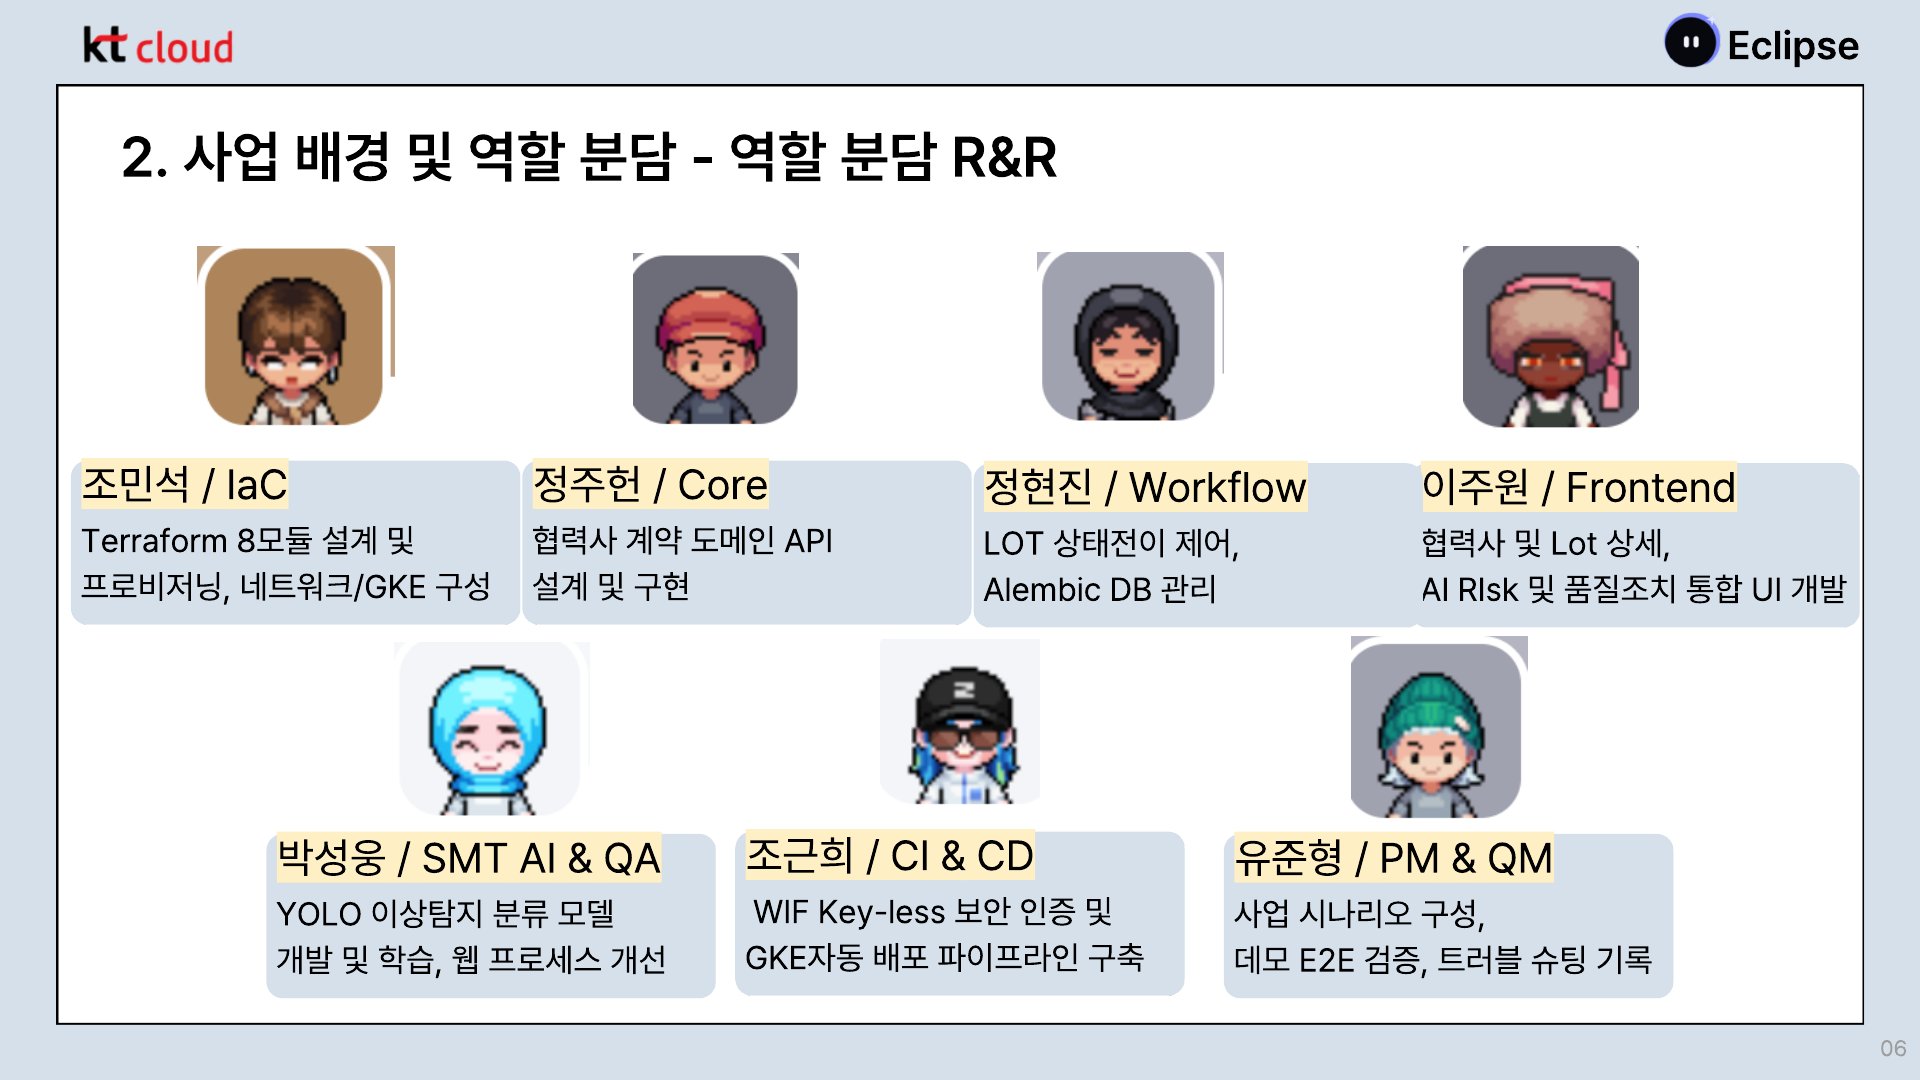 kt cloud
Eclipse
2. 사업 배경 및 역할 분담 - 역할 분담 R&R
조민석 / IaC
Terraform 8모듈 설계 및
프로비저닝, 네트워크/GKE 구성
정주헌 / Core
협력사 계약 도메인 API
설계 및 구현
정현진 / Workflow
LOT 상태전이 제어,
Alembic DB 관리
이주원 / Frontend
협력사 및 Lot 상세,
AI RIsk 및 품질조치 통합 UI 개발
박성웅 / SMT AI & QA
YOLO 이상탐지 분류 모델
개발 및 학습, 웹 프로세스 개선
조근희 / CI & CD
WIF Key-less 보안 인증 및
GKE자동 배포 파이프라인 구축
유준형 / PM & QM
사업 시나리오 구성,
데모 E2E 검증, 트러블 슈팅 기록
06